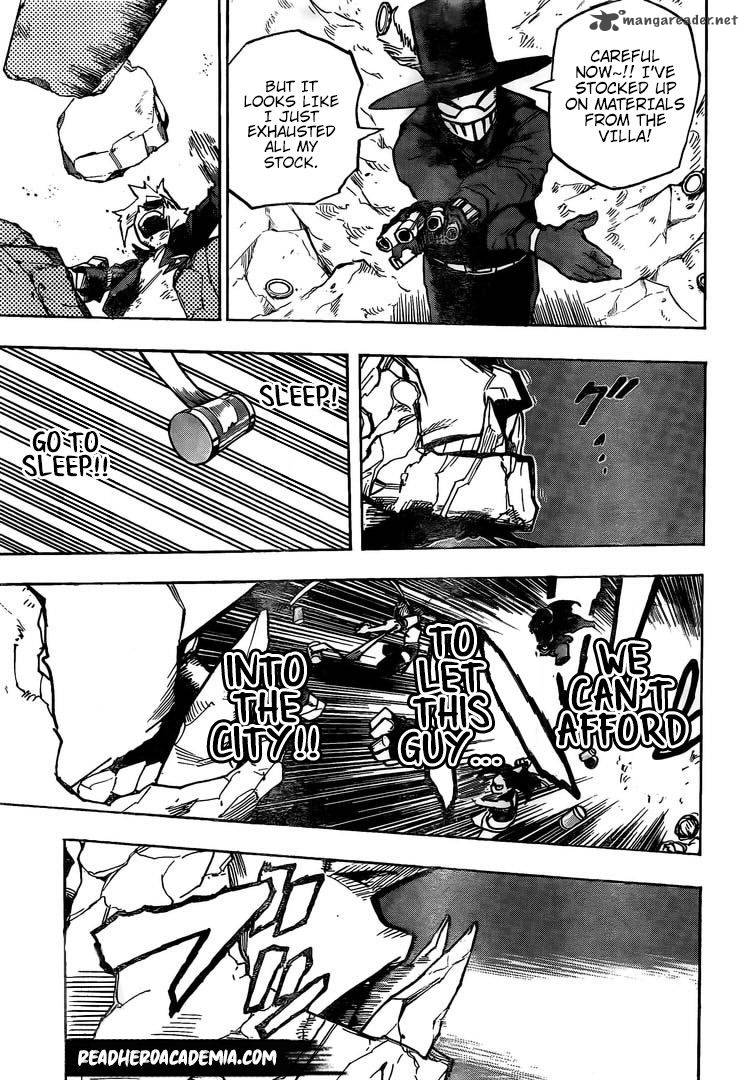 mangareader.net
CAREFUL
NOW~!! I'VE
STOCKED UP
ON MATERIALS
FROM THE
VILLA!
BUT IT
LOOKS LIKE
I JUST
EXHAUSTED
ALL MY
STOCK.
グ
SLEEP!
GO TO
SLEEP!!
WE
CAN'T
AFFORD
TO
LET
THIS
GUY...
INTO
THE
CITY!!
READHEROACADEMIA.COM